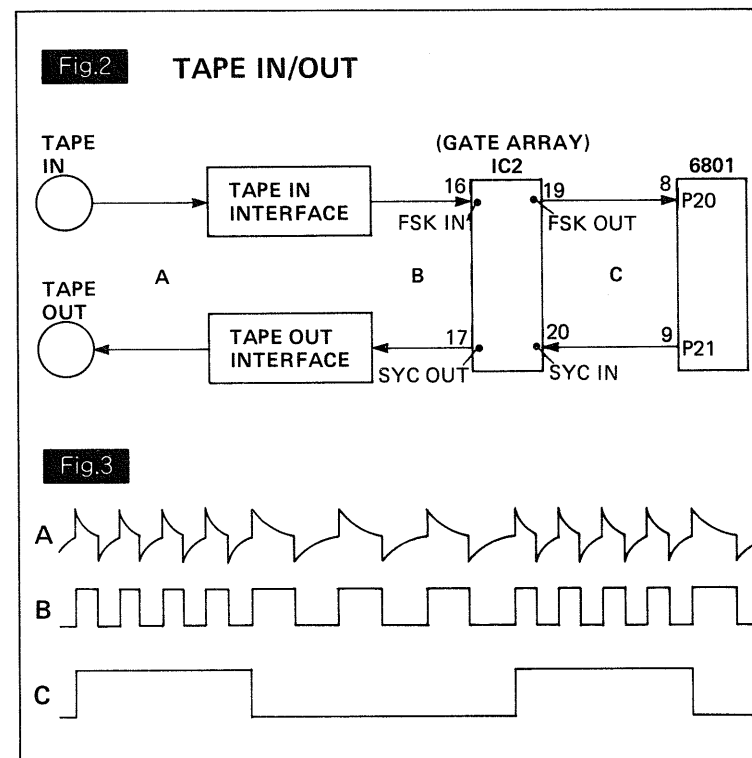 Fig.2 TAPE IN/OUT
TAPE
IN
TAPE IN
INTERFACE
(GATE ARRAY)
IC2
6801
16 19 8
P20
FSK IN FSK OUT
A B C
TAPE
OUT
TAPE OUT
INTERFACE
17 20 9
P21
SYC OUT SYC IN
Fig.3
A
B
C